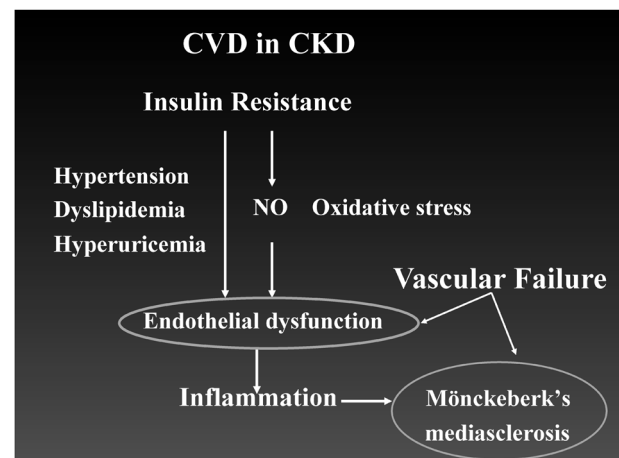 CVD in CKD
Insulin Resistance
Hypertension
Dyslipidemia
Hyperuricemia
NO Oxidative stress
Vascular Failure
Endothelial dysfunction
Inflammation
Mönckeberk's
mediasclerosis